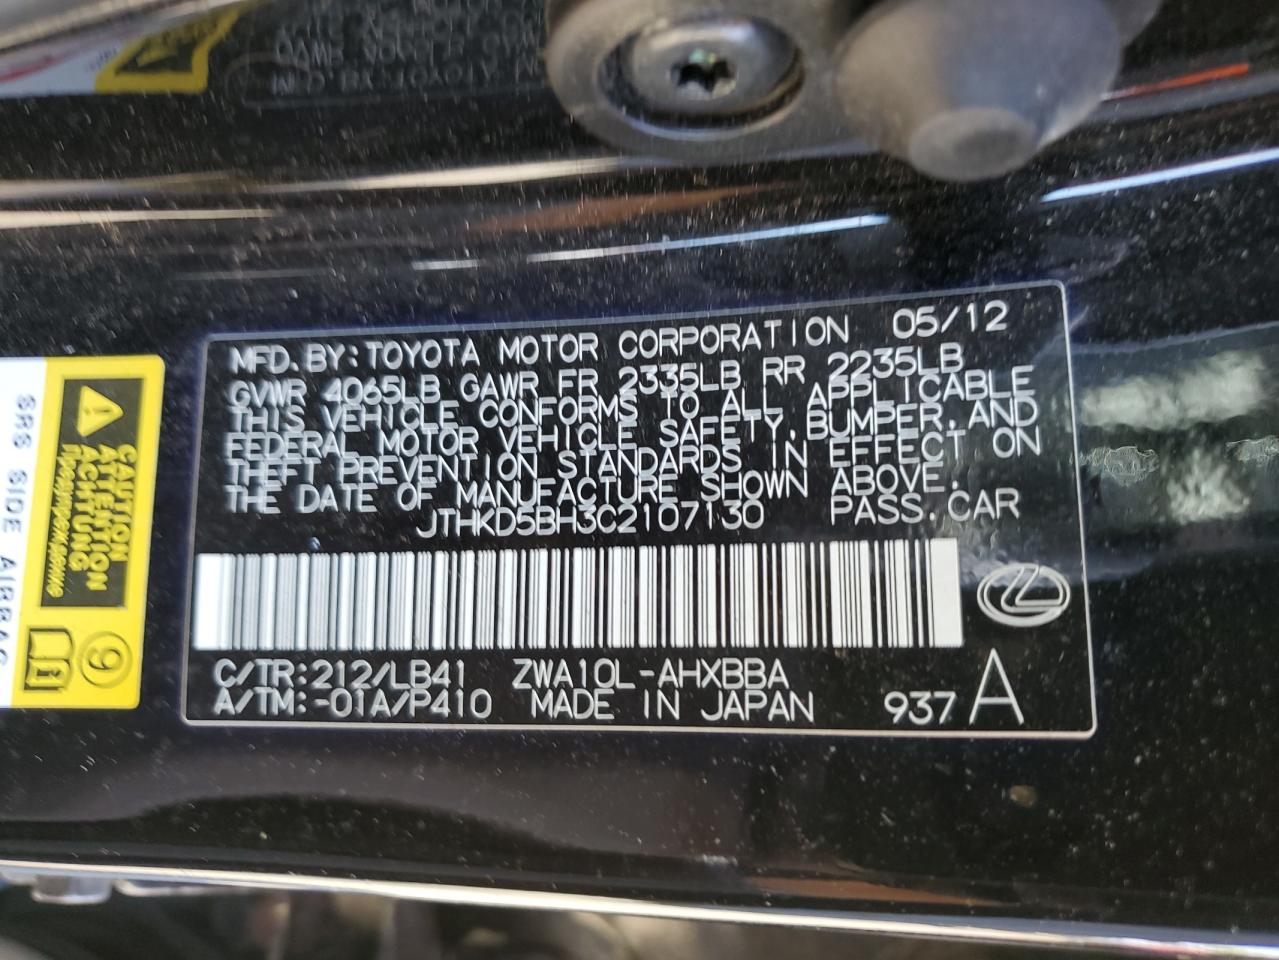 MFD. BY: TOYOTA MOTOR CORPORATION 05/12
GVWR 4065LB GAWR FR 2335LB RR 2235LB
THIS VEHICLE CONFORMS TO ALL APPLICABLE
FEDERAL MOTOR VEHICLE SAFETY, BUMPER, AND
THEFT PREVENTION STANDARDS IN EFFECT ON
THE DATE OF MANUFACTURE SHOWN ABOVE.
JTHKD5BH3C2107130 PASS. CAR
C/TR: 212/LB41 ZWA10L-AHXBBA
A/TM: -01A/P410 MADE IN JAPAN 937 A
SRS SIDE AIRBAG
CAUTION
ATTENTION
ACHTUNG
9